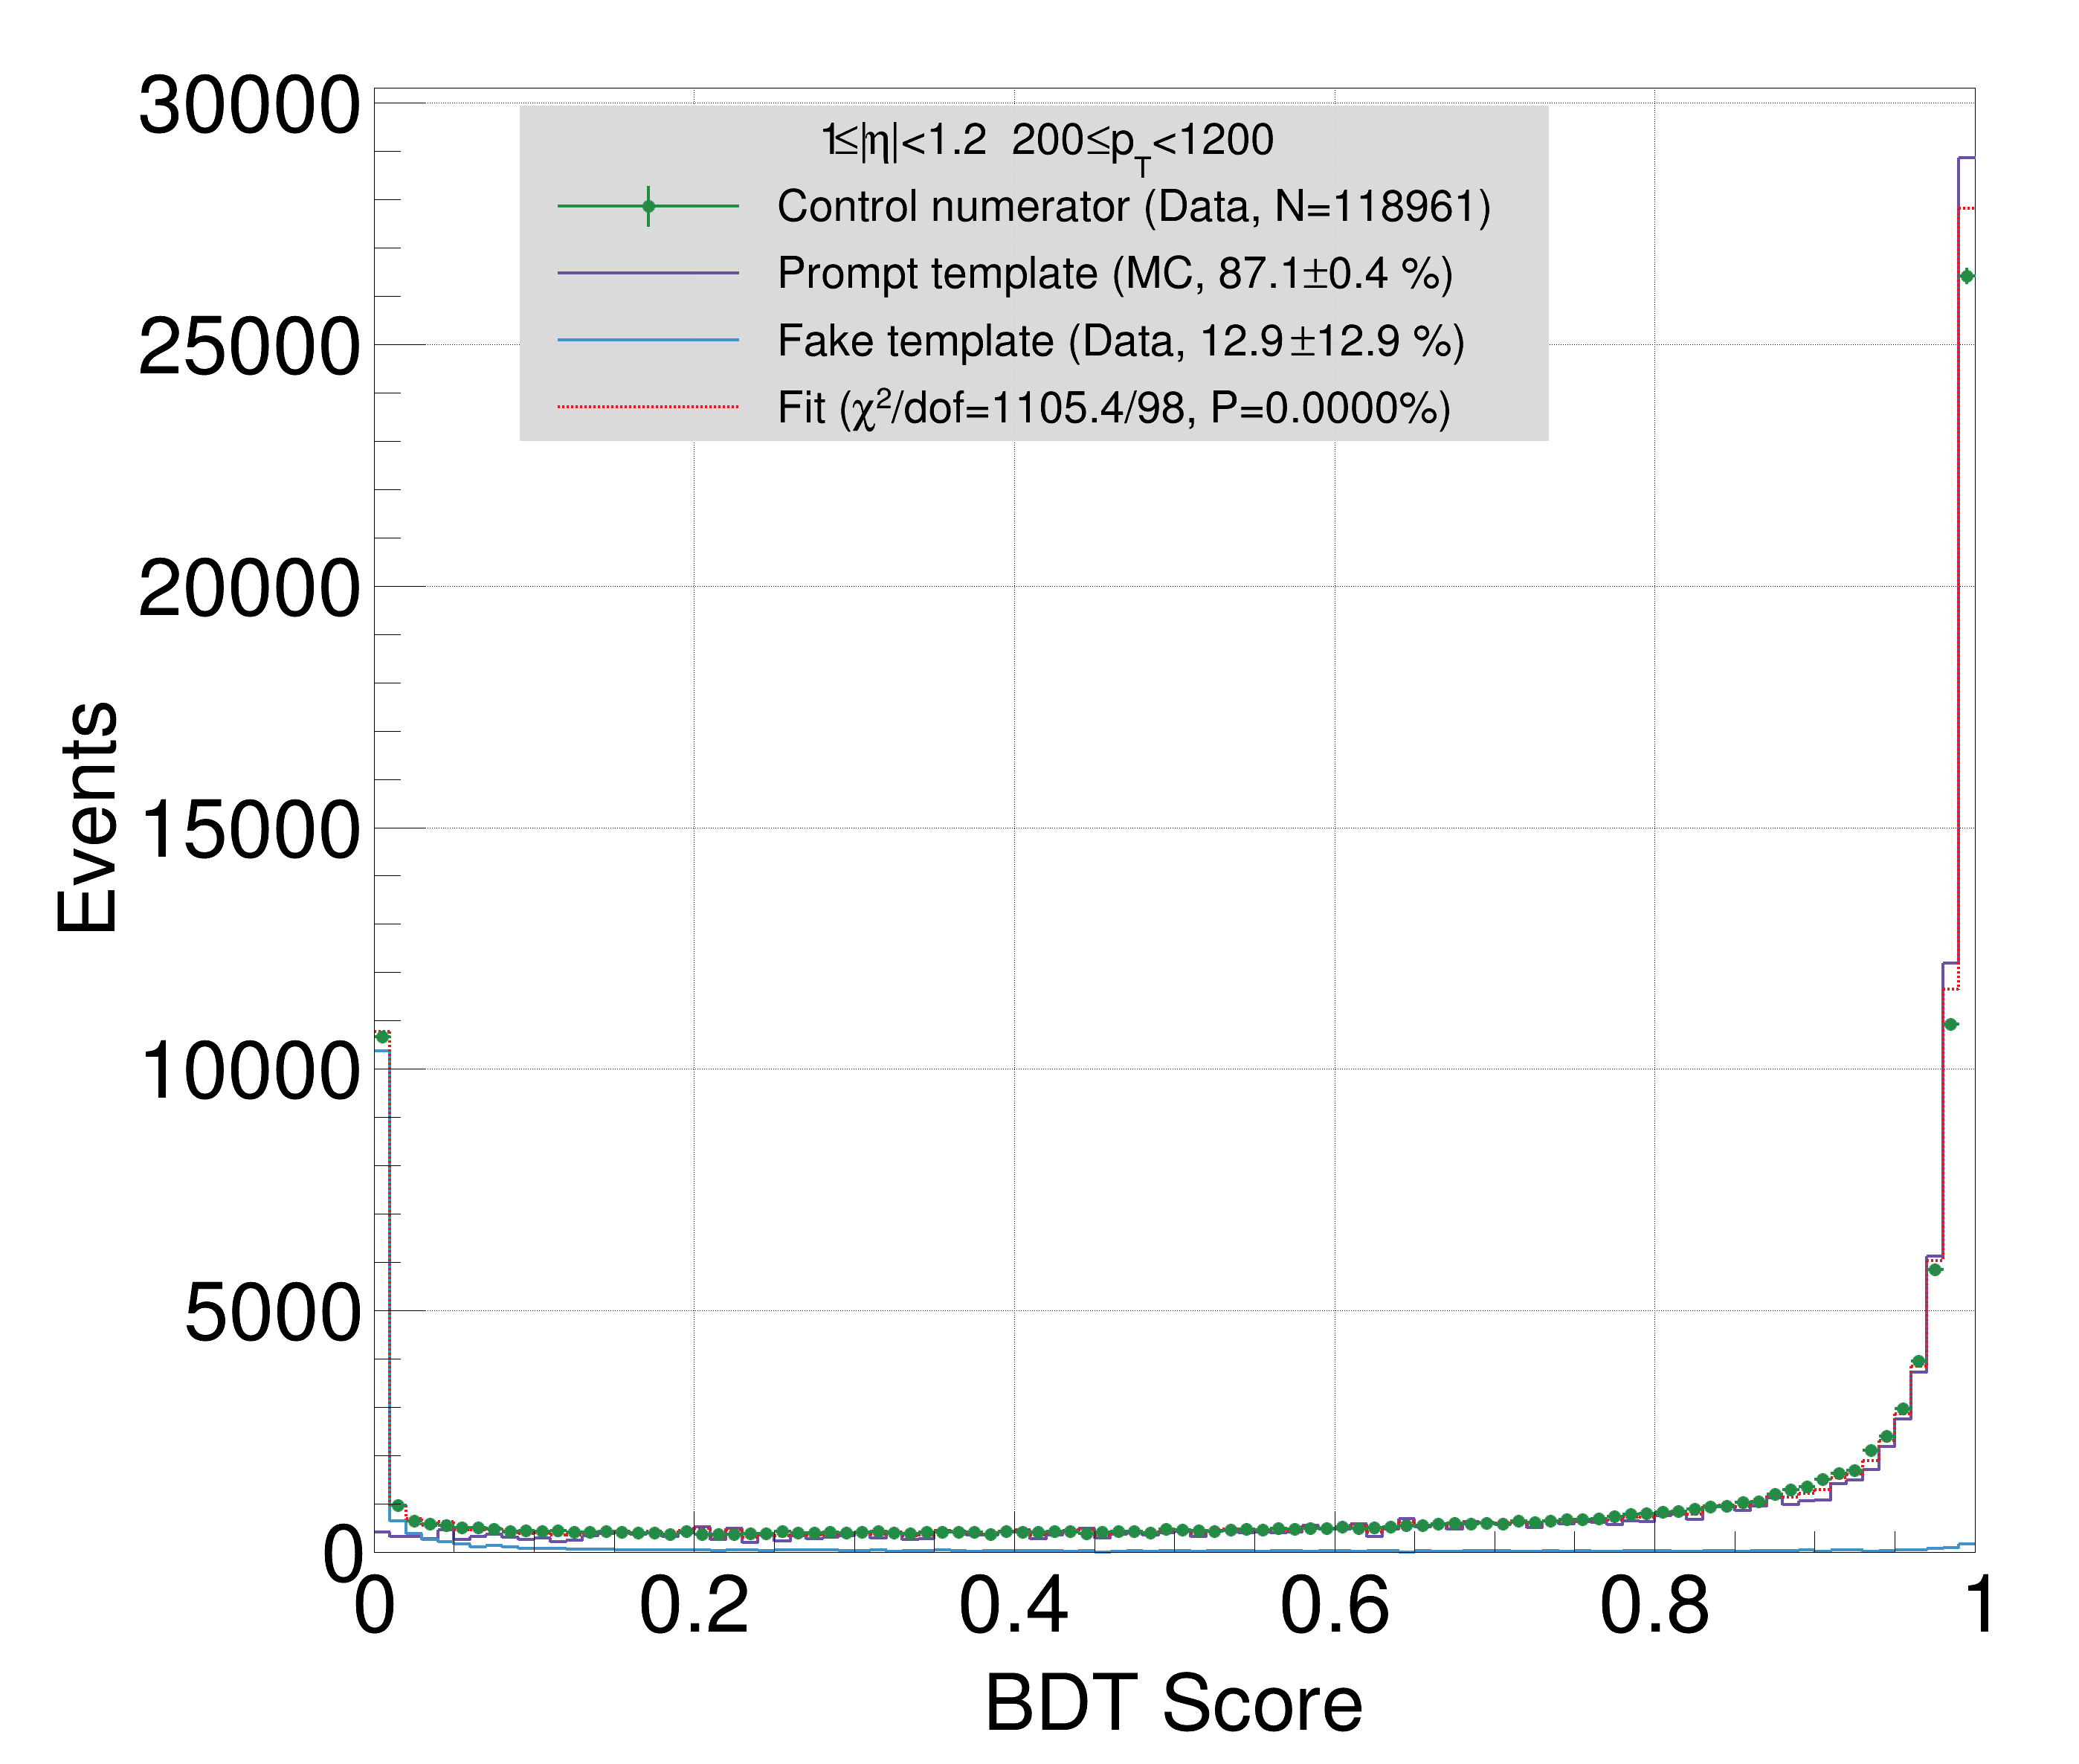 30000
25000
20000
15000
10000
5000
0
Events
1≤|η|<1.2 200≤pT<1200
Control numerator (Data, N=118961)
Prompt template (MC, 87.1±0.4 %)
Fake template (Data, 12.9±12.9 %)
Fit (χ²/dof=1105.4/98, P=0.0000%)
0 0.2 0.4 0.6 0.8 1
BDT Score